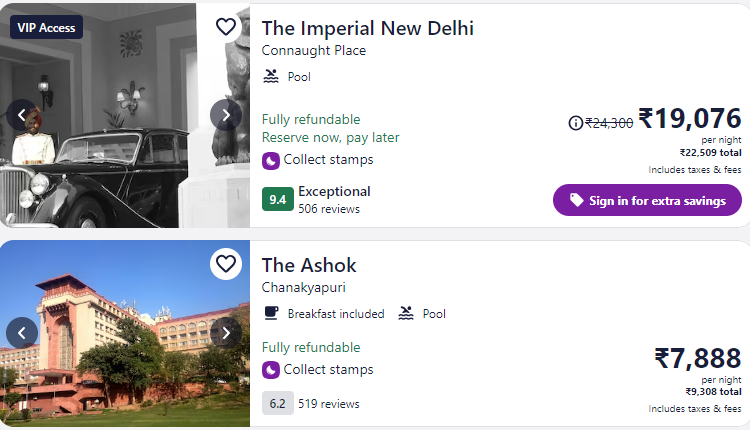 VIP Access
The Imperial New Delhi
Connaught Place
Pool
Fully refundable
Reserve now, pay later
Collect stamps
9.4 Exceptional
506 reviews
₹24,300 ₹19,076
per night
₹22,509 total
Includes taxes & fees
Sign in for extra savings
The Ashok
Chanakyapuri
Breakfast included Pool
Fully refundable
Collect stamps
6.2 519 reviews
₹7,888
per night
₹9,308 total
Includes taxes & fees